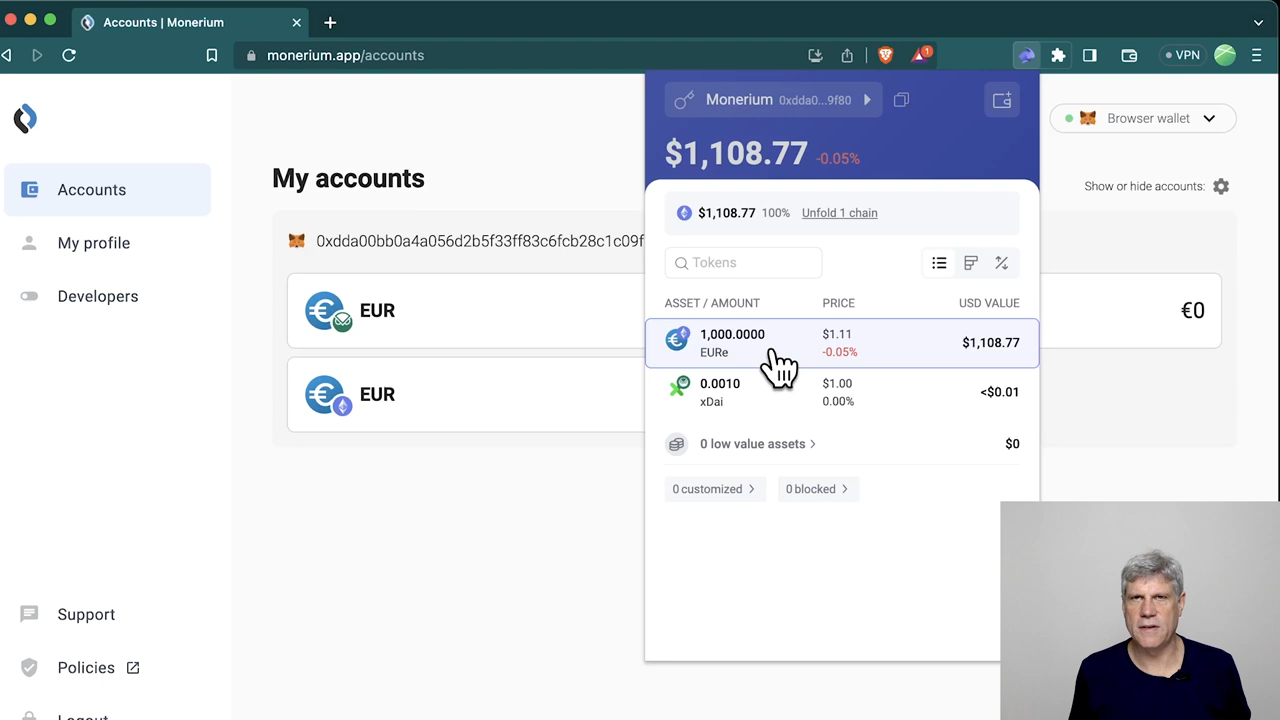 Accounts | Monerium
monerium.app/accounts
1
VPN
Monerium 0xdda0...9f80
$1,108.77 -0.05%
Browser wallet
Accounts
My profile
Developers
Support
Policies
My accounts
Show or hide accounts:
0xdda00bb0a4a056d2b5f33ff83c6fcb28c1c09f
EUR
€0
EUR
$1,108.77 100% Unfold 1 chain
Tokens
ASSET / AMOUNT PRICE USD VALUE
1,000.0000 $1.11 $1,108.77
EURe -0.05%
0.0010 $1.00 <$0.01
xDai 0.00%
0 low value assets > $0
0 customized > 0 blocked >